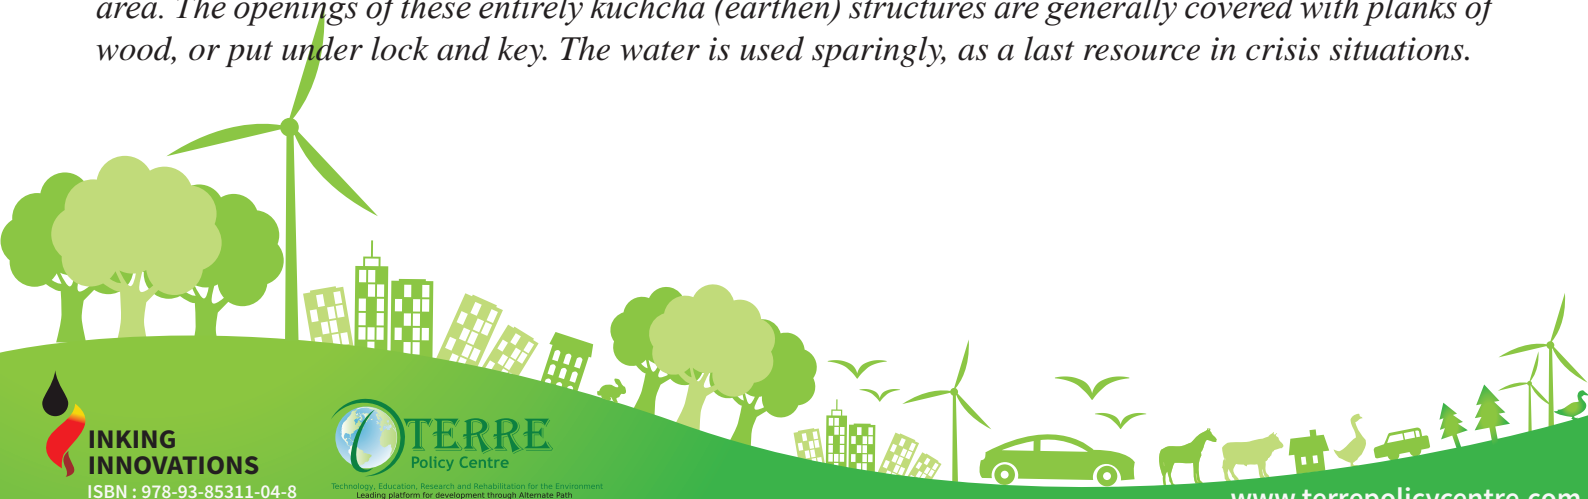 area. The openings of these entirely kuchcha (earthen) structures are generally covered with planks of
wood, or put under lock and key. The water is used sparingly, as a last resource in crisis situations.
INKING
INNOVATIONS
ISBN : 978-93-85311-04-8
TERRE
Policy Centre
Technology, Education, Research and Rehabilitation for the Environment
Leading platform for development through Alternate Path
www.terrepolicycentre.com